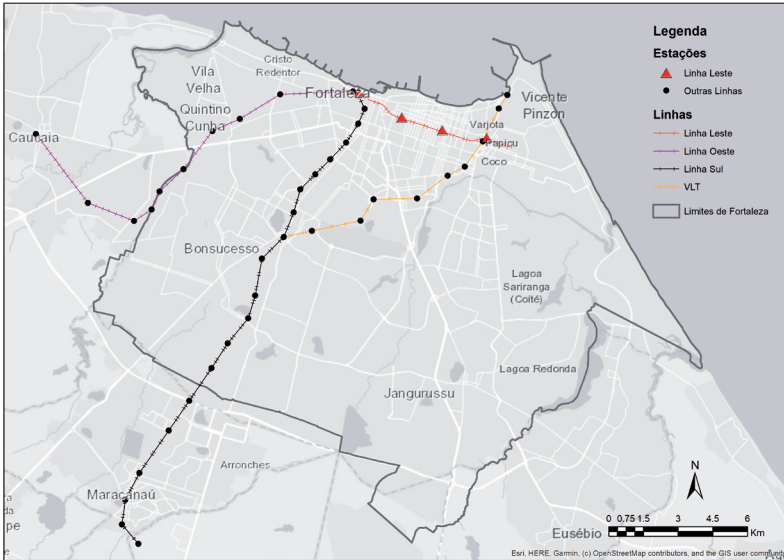 Legenda
Estações
Linha Leste
Outras Linhas
Linhas
Linha Leste
Linha Oeste
Linha Sul
VLT
Limites de Fortaleza
Cristo
Redentor
Vila
Velha
Quintino
Cunha
Fortaleza
Vicente
Pinzon
Varjota
Papicu
Coco
Caucaia
Bonsucesso
Lagoa
Sariranga
(Coité)
Lagoa Redonda
Jangurussu
Arronches
Maracanaú
pe
Eusébio
N
0 0,75 1.5 3 4.5 6
Km
Esri, HERE, Garmin, (c) OpenStreetMap contributors, and the GIS user